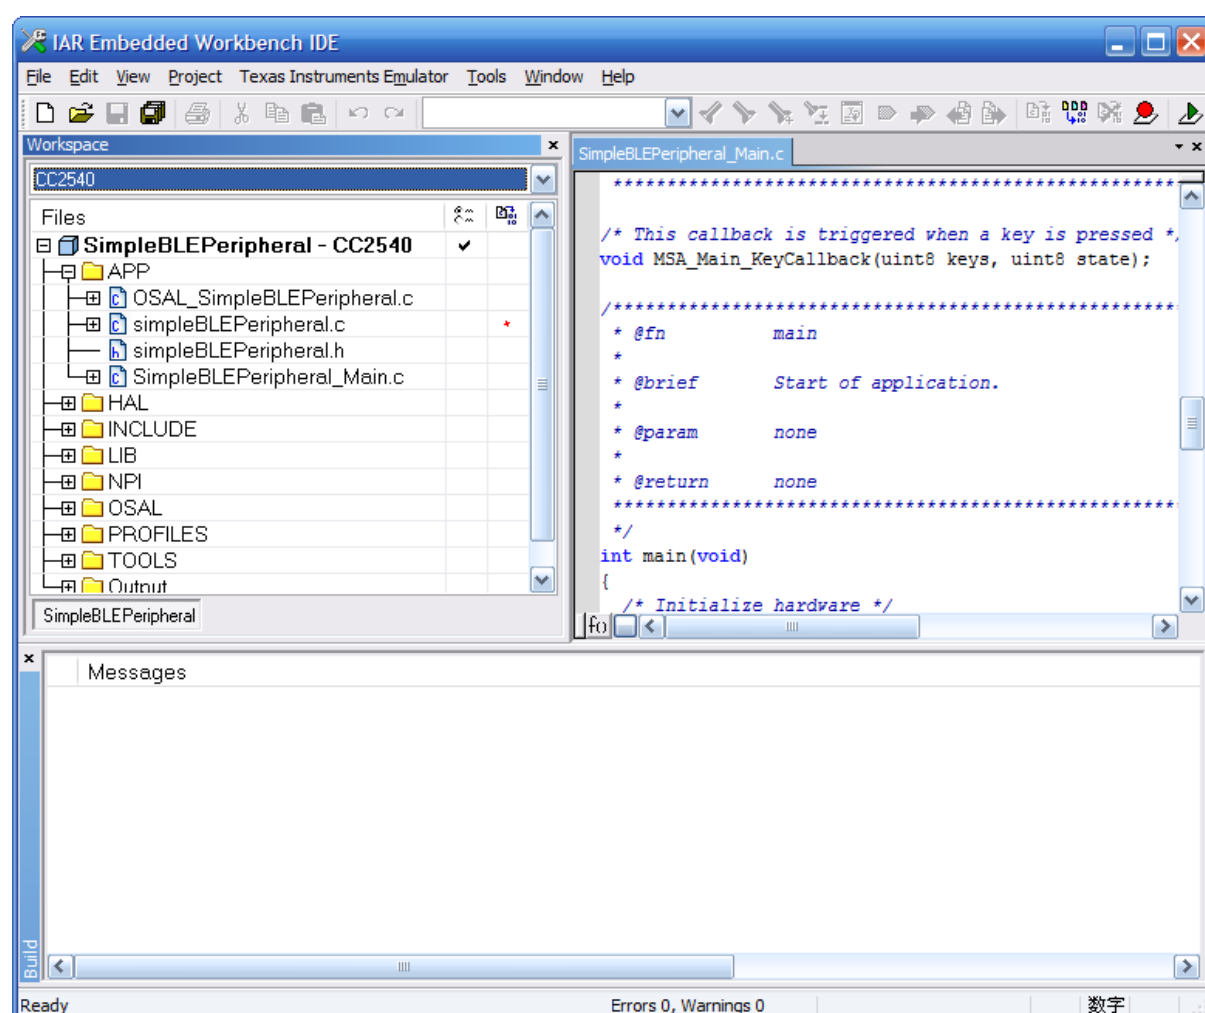 IAR Embedded Workbench IDE
File Edit View Project Texas Instruments Emulator Tools Window Help
Workspace
CC2540
Files
SimpleBLEPeripheral - CC2540
APP
OSAL_SimpleBLEPeripheral.c
simpleBLEPeripheral.c
simpleBLEPeripheral.h
SimpleBLEPeripheral_Main.c
HAL
INCLUDE
LIB
NPI
OSAL
PROFILES
TOOLS
Output
SimpleBLEPeripheral
SimpleBLEPeripheral_Main.c
*****************************************************
/* This callback is triggered when a key is pressed *
void MSA_Main_KeyCallback(uint8 keys, uint8 state);
/*****************************************************
* @fn main
*
* @brief Start of application.
*
* @param none
*
* @return none
*****************************************************
*/
int main(void)
{
/* Initialize hardware */
f()
Messages
Build
Ready
Errors 0, Warnings 0
数字